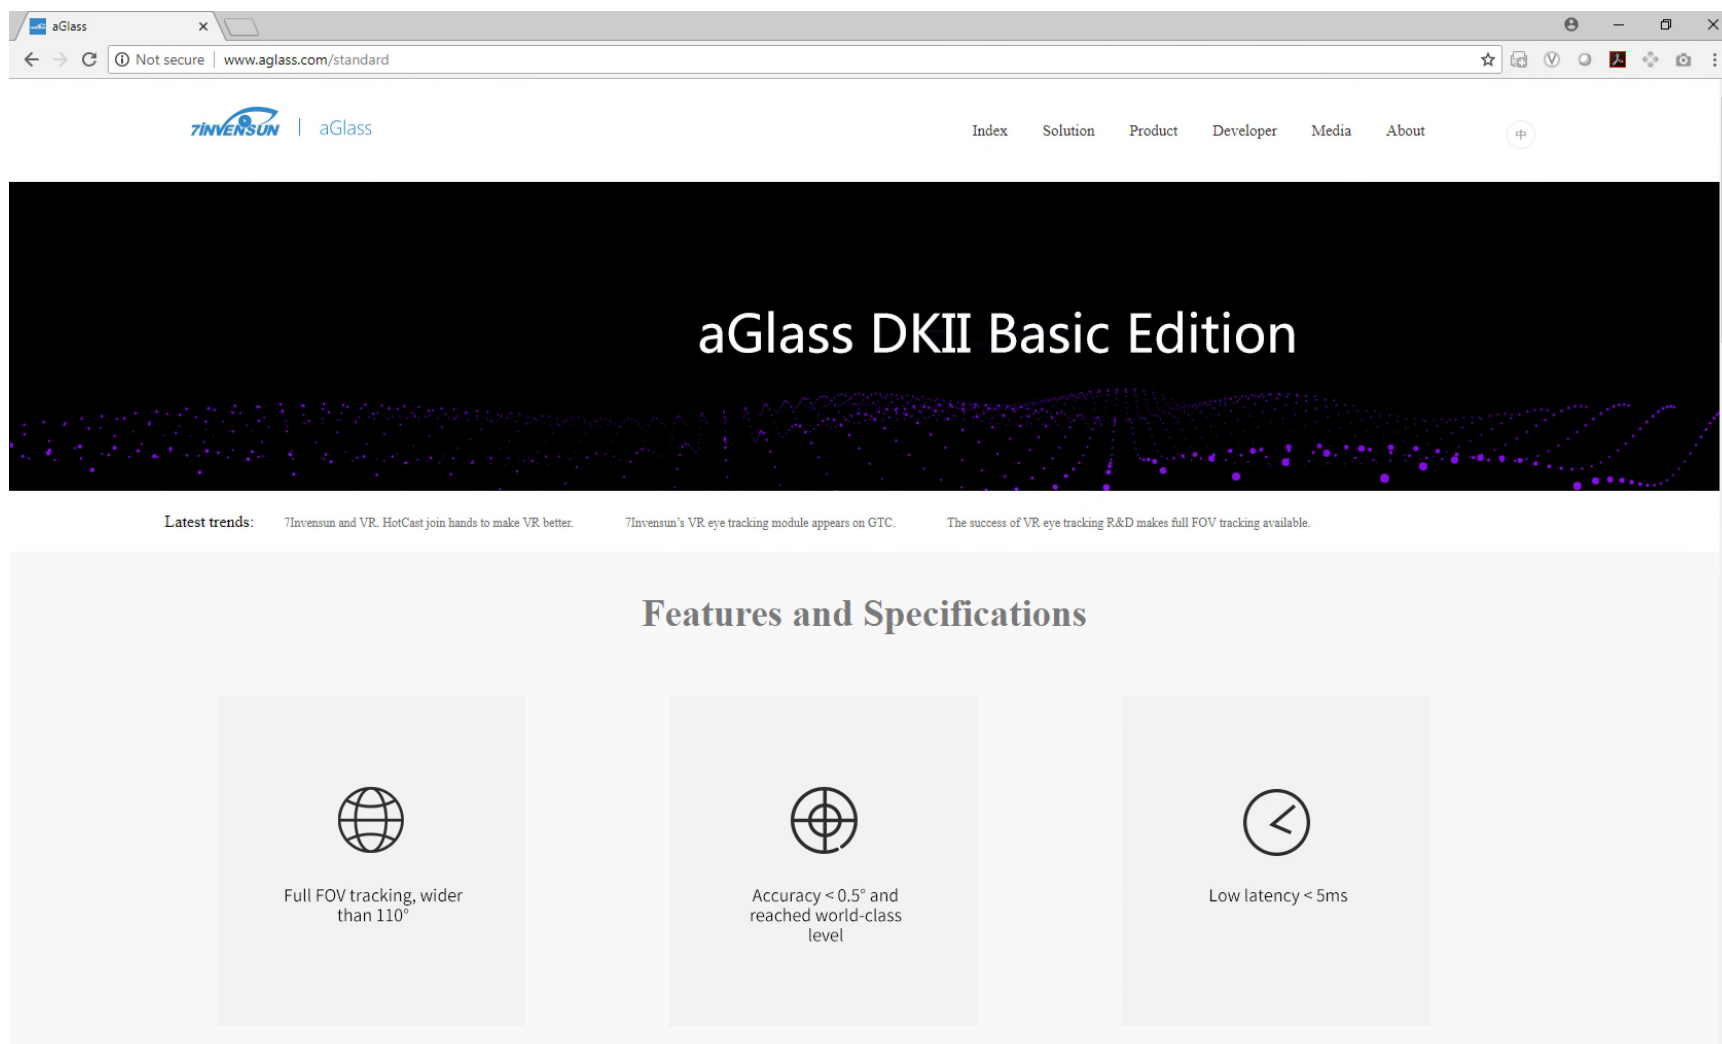 aGlass
Not secure | www.aglass.com/standard
7INVENSUN | aGlass
Index Solution Product Developer Media About 中
aGlass DKII Basic Edition
Latest trends: 7Invensun and VR. HotCast join hands to make VR better. 7Invensun's VR eye tracking module appears on GTC. The success of VR eye tracking R&D makes full FOV tracking available.
Features and Specifications
Full FOV tracking, wider
than 110°
Accuracy < 0.5° and
reached world-class
level
Low latency < 5ms